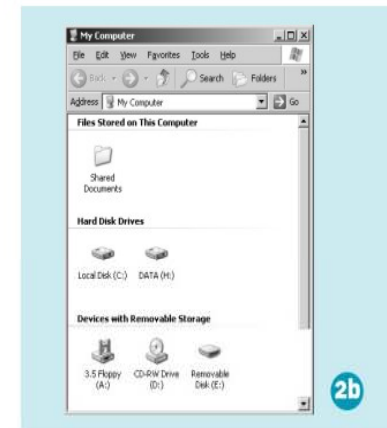 My Computer
File Edit View Favorites Tools Help
Back Search Folders »
Address My Computer Go
Files Stored on This Computer
Shared
Documents
Hard Disk Drives
Local Disk (C:) DATA (H:)
Devices with Removable Storage
3.5 Floppy CD-RW Drive Removable
(A:) (D:) Disk (E:)
2b